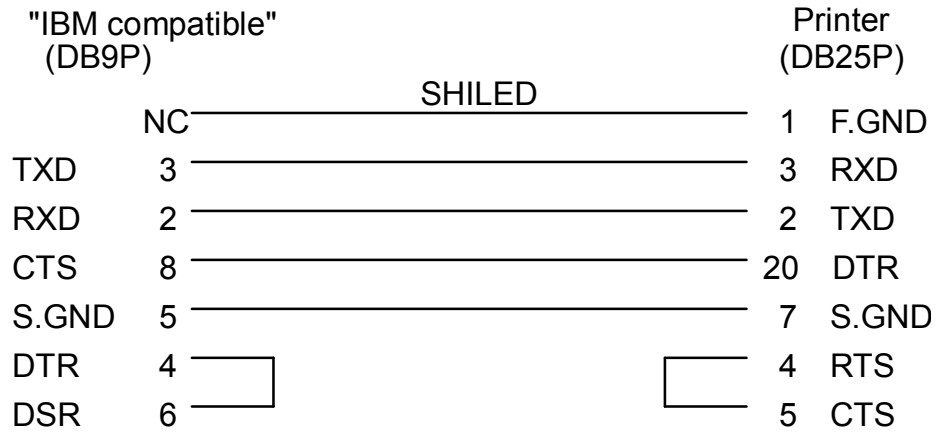 "IBM compatible" Printer
(DB9P) (DB25P)
SHILED
NC 1 F.GND
TXD 3 3 RXD
RXD 2 2 TXD
CTS 8 20 DTR
S.GND 5 7 S.GND
DTR 4 4 RTS
DSR 6 5 CTS